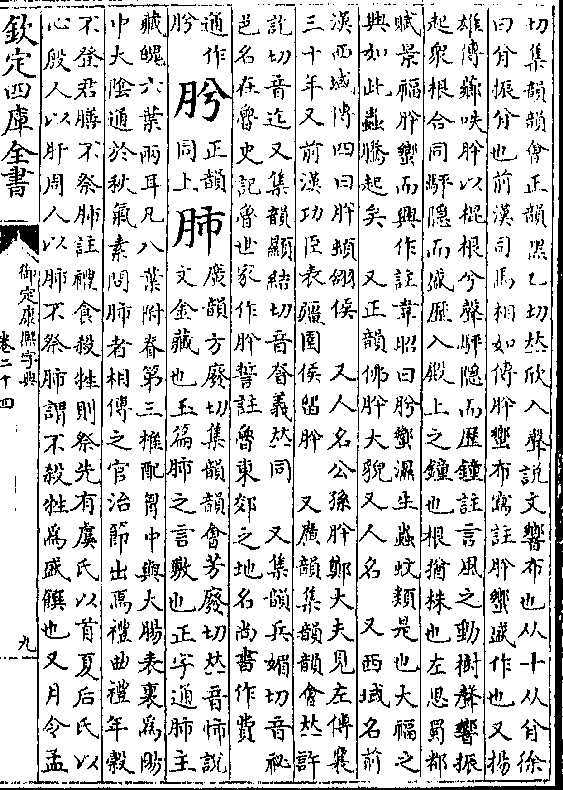 切集韻韻會正韻黑乙切𠀤欣入聲說文響布也从十从㕣徐
曰㕣振㕣也前漢司馬相如傳肸蠁布寫註肸蠁盛作也又揚
雄傳薌呹肸以棍根兮聲駍隱而歷鐘註言風之動樹聲響振
起衆根合同駍隱而盛歷入殿上之鐘也根猶株也左思蜀都
賦景福肸蠁而興作註韋昭曰肸蠁濕生蟲蚊類是也大福之
興如此蟲騰起矣 又正韻佛肸大貌又人名 又西域名前
漢西域傳四曰肸頓翖侯 又人名公孫肸鄭大夫見左傳襄
三十年又前漢功臣表彊圉侯留肸 又廣韻集韻韻會𠀤許
訖切音迄又集韻顯結切音㚛義𠀤同 又集韻兵媚切音祕
邑名在魯史記魯世家作肸誓註魯東郊之地名尚書作費
通作肹 肹正韻同上 肺廣韻方廢切集韻韻會芳廢切𠀤音怖說
文金藏也玉篇肺之言敷也正字通肺主
藏魄六葉兩耳凡八葉附脊第三椎配胷中與大腸表裏爲陽
中大陰通於秋氣素問肺者相傳之官治節出焉禮曲禮年穀
不登君膳不祭肺註禮食殺牲則祭先有虞氏以首夏后氏以
心殷人以肝周人以肺不祭肺謂不殺牲爲盛饌也又月令孟
欽定四庫全書
御定康熙字典
卷二十四
九